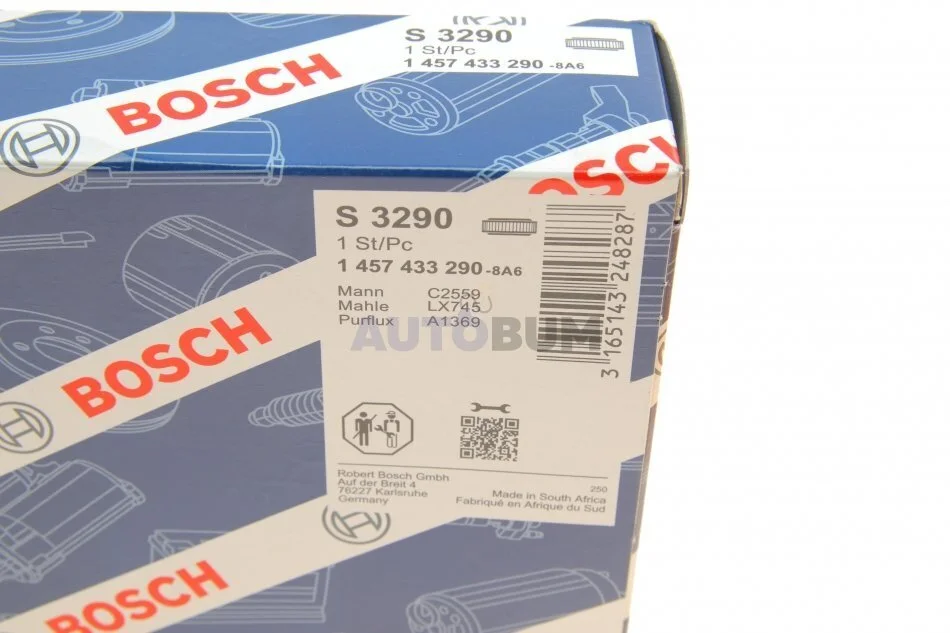 S 3290
1 St/Pc
1 457 433 290 -8A6
BOSCH
BOSCH
S 3290
1 St/Pc
1 457 433 290 -8A6
Mann C2559
Mahle LX745
Purflux A1369
3 165143 248287
AUTOBUM
BOSCH
Robert Bosch Gmbh
Auf der Breit 4
76227 Karlsruhe
Germany
250
Made in South Africa
Fabriqué en Afrique du Sud
BOSCH